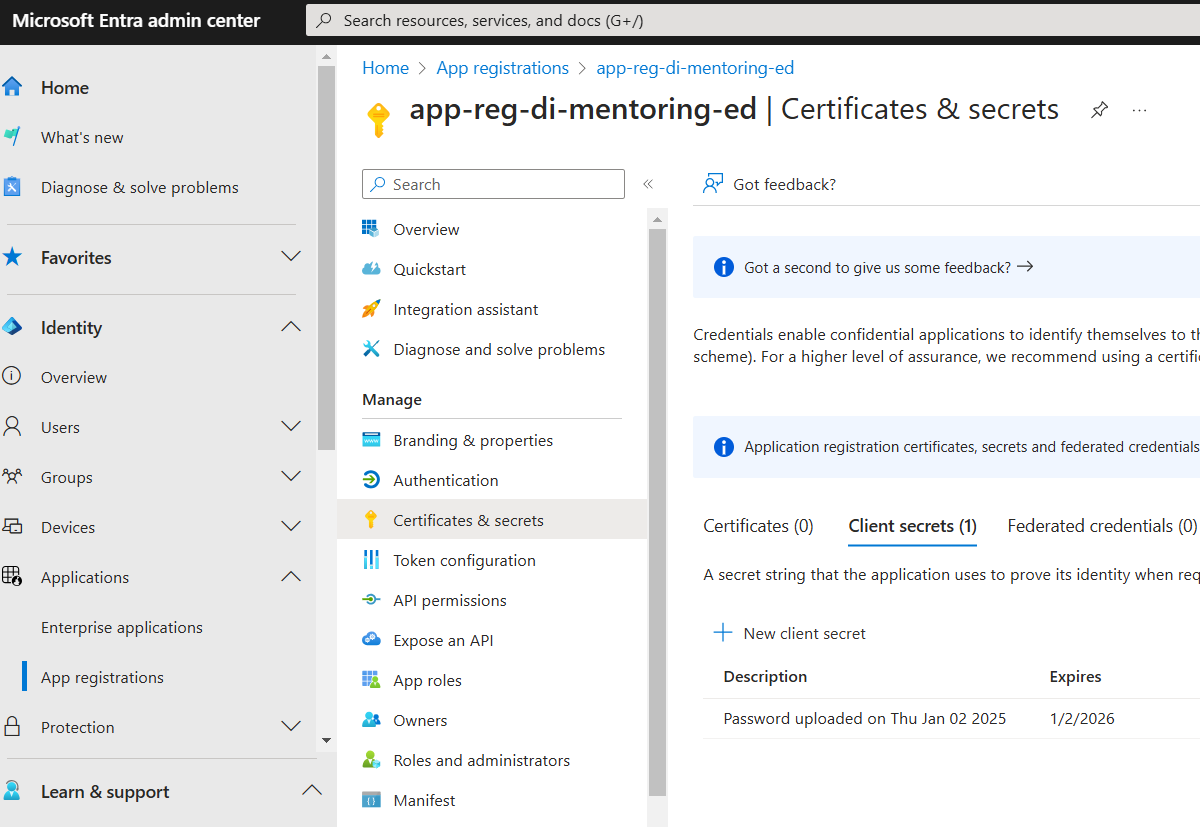 Microsoft Entra admin center
Search resources, services, and docs (G+/)
Home
What's new
Diagnose & solve problems
Favorites
Identity
Overview
Users
Groups
Devices
Applications
Enterprise applications
App registrations
Protection
Learn & support
Home > App registrations > app-reg-di-mentoring-ed
app-reg-di-mentoring-ed | Certificates & secrets
Search
Overview
Quickstart
Integration assistant
Diagnose and solve problems
Manage
Branding & properties
Authentication
Certificates & secrets
Token configuration
API permissions
Expose an API
App roles
Owners
Roles and administrators
Manifest
Got feedback?
Got a second to give us some feedback? →
Credentials enable confidential applications to identify themselves to
scheme). For a higher level of assurance, we recommend using a
Application registration certificates, secrets and federated credentials
Certificates (0) Client secrets (1) Federated credentials (0)
A secret string that the application uses to prove its identity when
New client secret
Description Expires
Password uploaded on Thu Jan 02 2025 1/2/2026